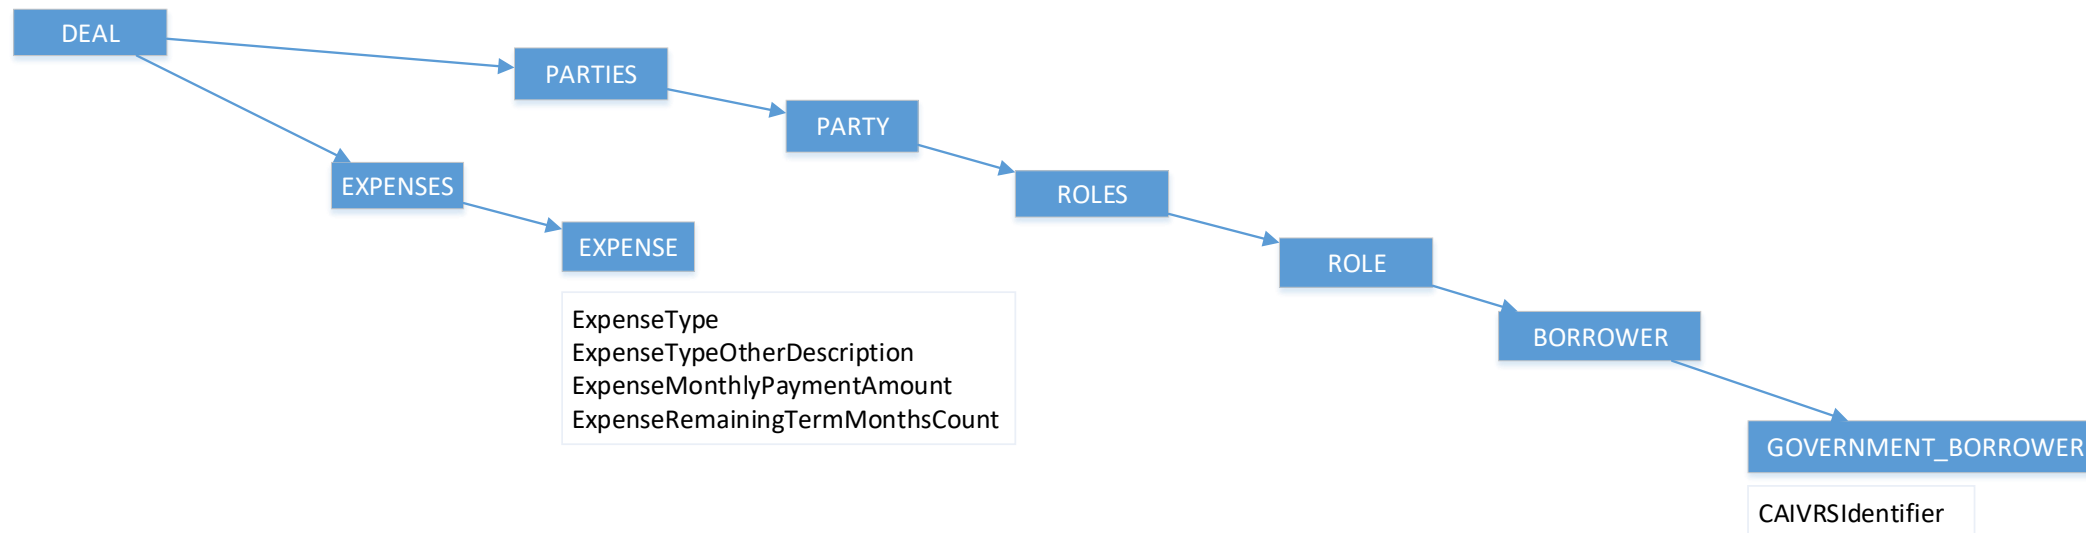 DEAL
PARTIES
PARTY
EXPENSES
ROLES
EXPENSE
ROLE
ExpenseType
ExpenseTypeOtherDescription
ExpenseMonthlyPaymentAmount
ExpenseRemainingTermMonthsCount
BORROWER
GOVERNMENT_BORROWER
CAIVRSIdentifier